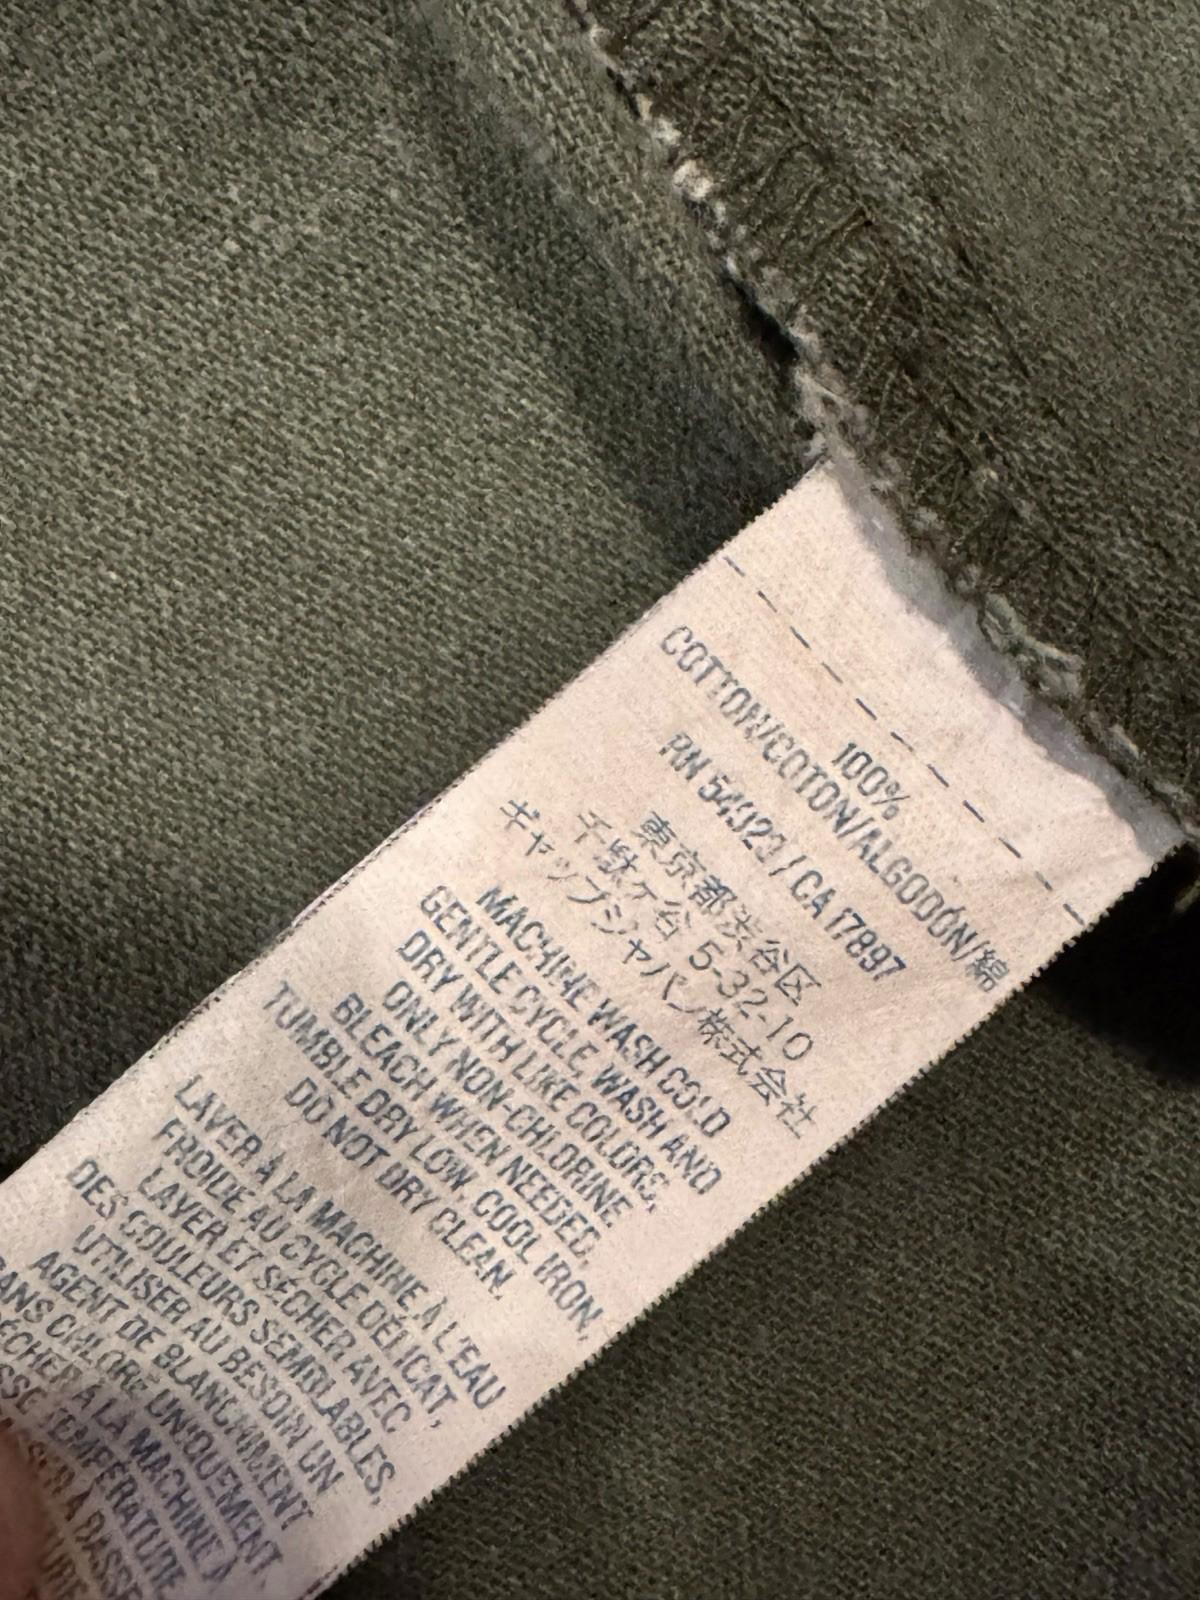 100%
COTTON/COTON/ALGODÓN/綿
RN 54923 / CA 17897
東京都渋谷区
千駄ヶ谷 5-32-10
ギャップジャパン株式会社
MACHINE WASH COLD
GENTLE CYCLE, WASH AND
DRY WITH LIKE COLORS,
ONLY NON-CHLORINE
BLEACH WHEN NEEDED,
TUMBLE DRY LOW, COOL IRON,
DO NOT DRY CLEAN.
LAVER À LA MACHINE À L'EAU
FROIDE AU CYCLE DÉLICAT,
LAVER ET SÉCHER AVEC
DES COULEURS SEMBLABLES,
UTILISER AU BESOIN UN
AGENT DE BLANCHIMENT
CHLORE UNIQUEMENT,
À LA MACHINE À
TEMPÉRATURE
À BASSE